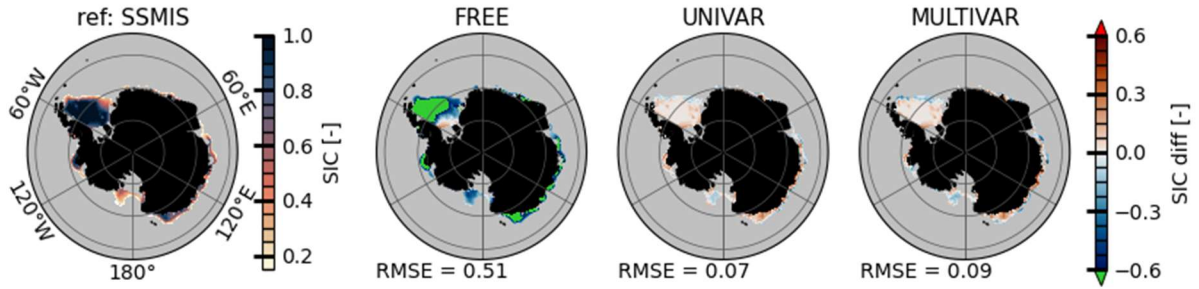 ref: SSMIS
FREE
UNIVAR
MULTIVAR
60°W
60°E
120°W
120°E
180°
1.0
0.8
0.6
0.4
0.2
SIC [-]
RMSE = 0.51
RMSE = 0.07
RMSE = 0.09
0.6
0.3
0.0
−0.3
−0.6
SIC diff [-]